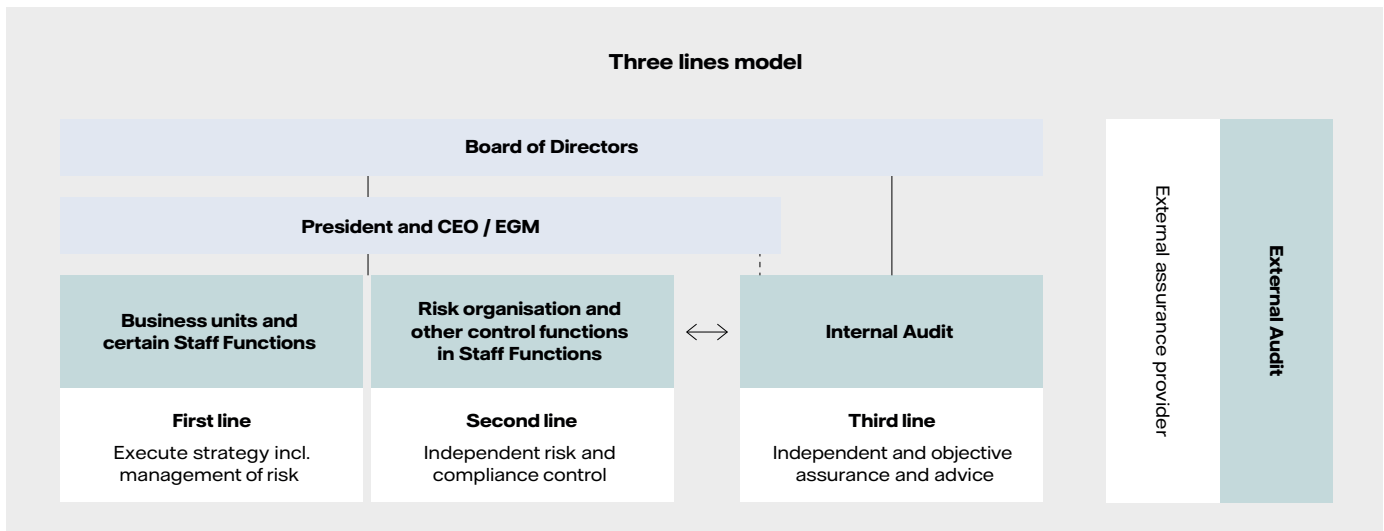 Three lines model
Board of Directors
President and CEO / EGM
Business units and
certain Staff Functions
First line
Execute strategy incl.
management of risk
Risk organisation and
other control functions
in Staff Functions
Second line
Independent risk and
compliance control
Internal Audit
Third line
Independent and objective
assurance and advice
External assurance provider
External Audit